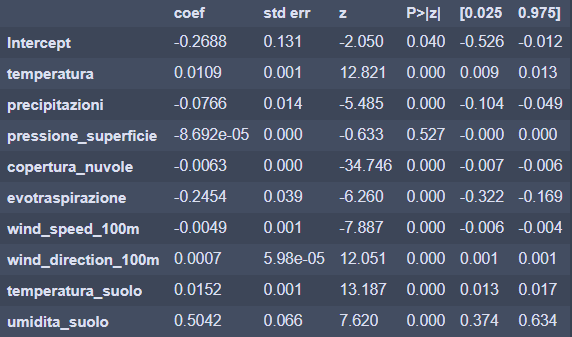 coef std err z P>|z| [0.025 0.975]
Intercept -0.2688 0.131 -2.050 0.040 -0.526 -0.012
temperatura 0.0109 0.001 12.821 0.000 0.009 0.013
precipitazioni -0.0766 0.014 -5.485 0.000 -0.104 -0.049
pressione_superficie -8.692e-05 0.000 -0.633 0.527 -0.000 0.000
copertura_nuvole -0.0063 0.000 -34.746 0.000 -0.007 -0.006
evotraspirazione -0.2454 0.039 -6.260 0.000 -0.322 -0.169
wind_speed_100m -0.0049 0.001 -7.887 0.000 -0.006 -0.004
wind_direction_100m 0.0007 5.98e-05 12.051 0.000 0.001 0.001
temperatura_suolo 0.0152 0.001 13.187 0.000 0.013 0.017
umidita_suolo 0.5042 0.066 7.620 0.000 0.374 0.634